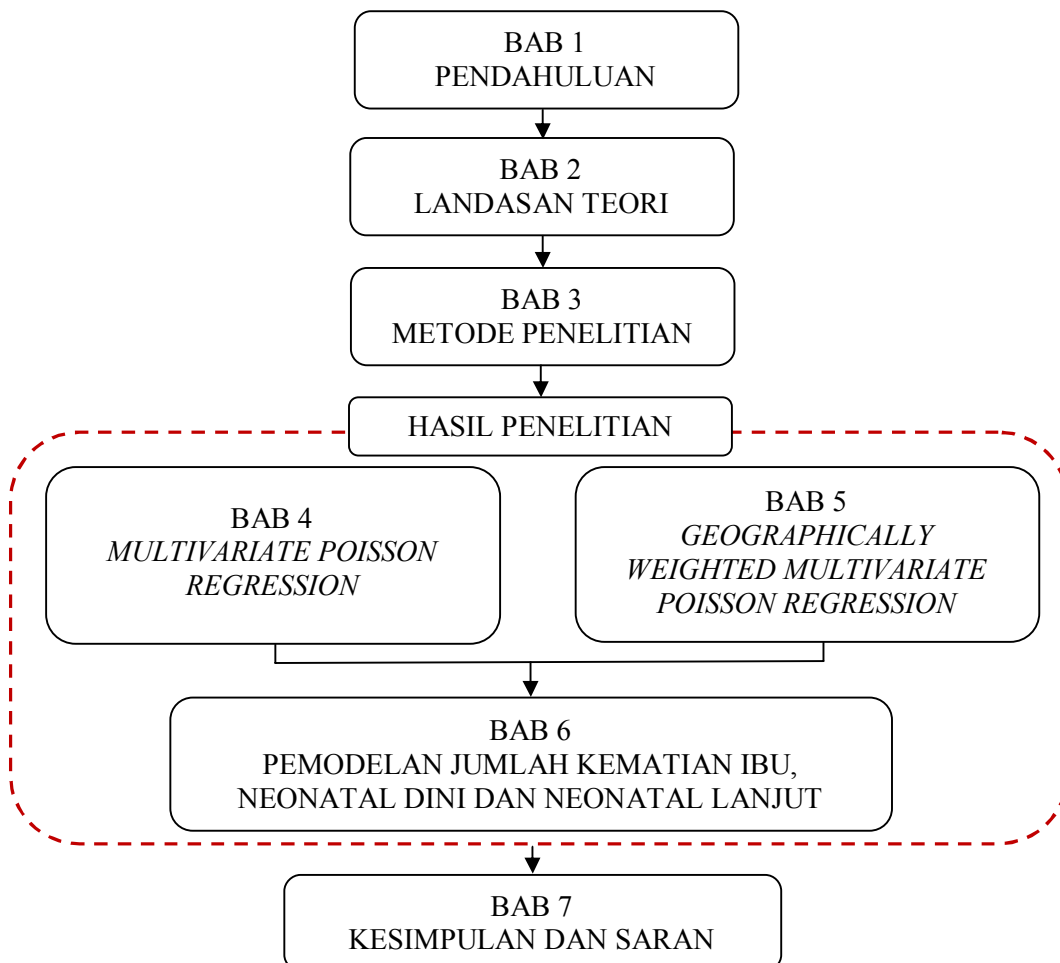 BAB 1
PENDAHULUAN
BAB 2
LANDASAN TEORI
BAB 3
METODE PENELITIAN
HASIL PENELITIAN
BAB 4
MULTIVARIATE POISSON
REGRESSION
BAB 5
GEOGRAPHICALLY
WEIGHTED MULTIVARIATE
POISSON REGRESSION
BAB 6
PEMODELAN JUMLAH KEMATIAN IBU,
NEONATAL DINI DAN NEONATAL LANJUT
BAB 7
KESIMPULAN DAN SARAN